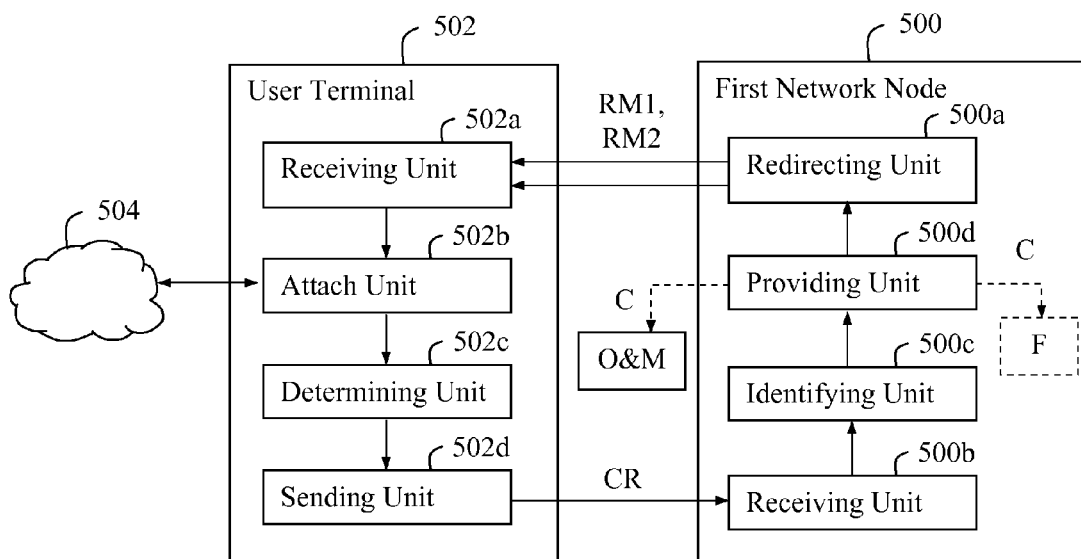 502
500
User Terminal
First Network Node
RM1,
RM2
502a
Receiving Unit
500a
Redirecting Unit
504
502b
Attach Unit
500d
Providing Unit
C
C
O&M
F
502c
Determining Unit
500c
Identifying Unit
502d
Sending Unit
CR
500b
Receiving Unit